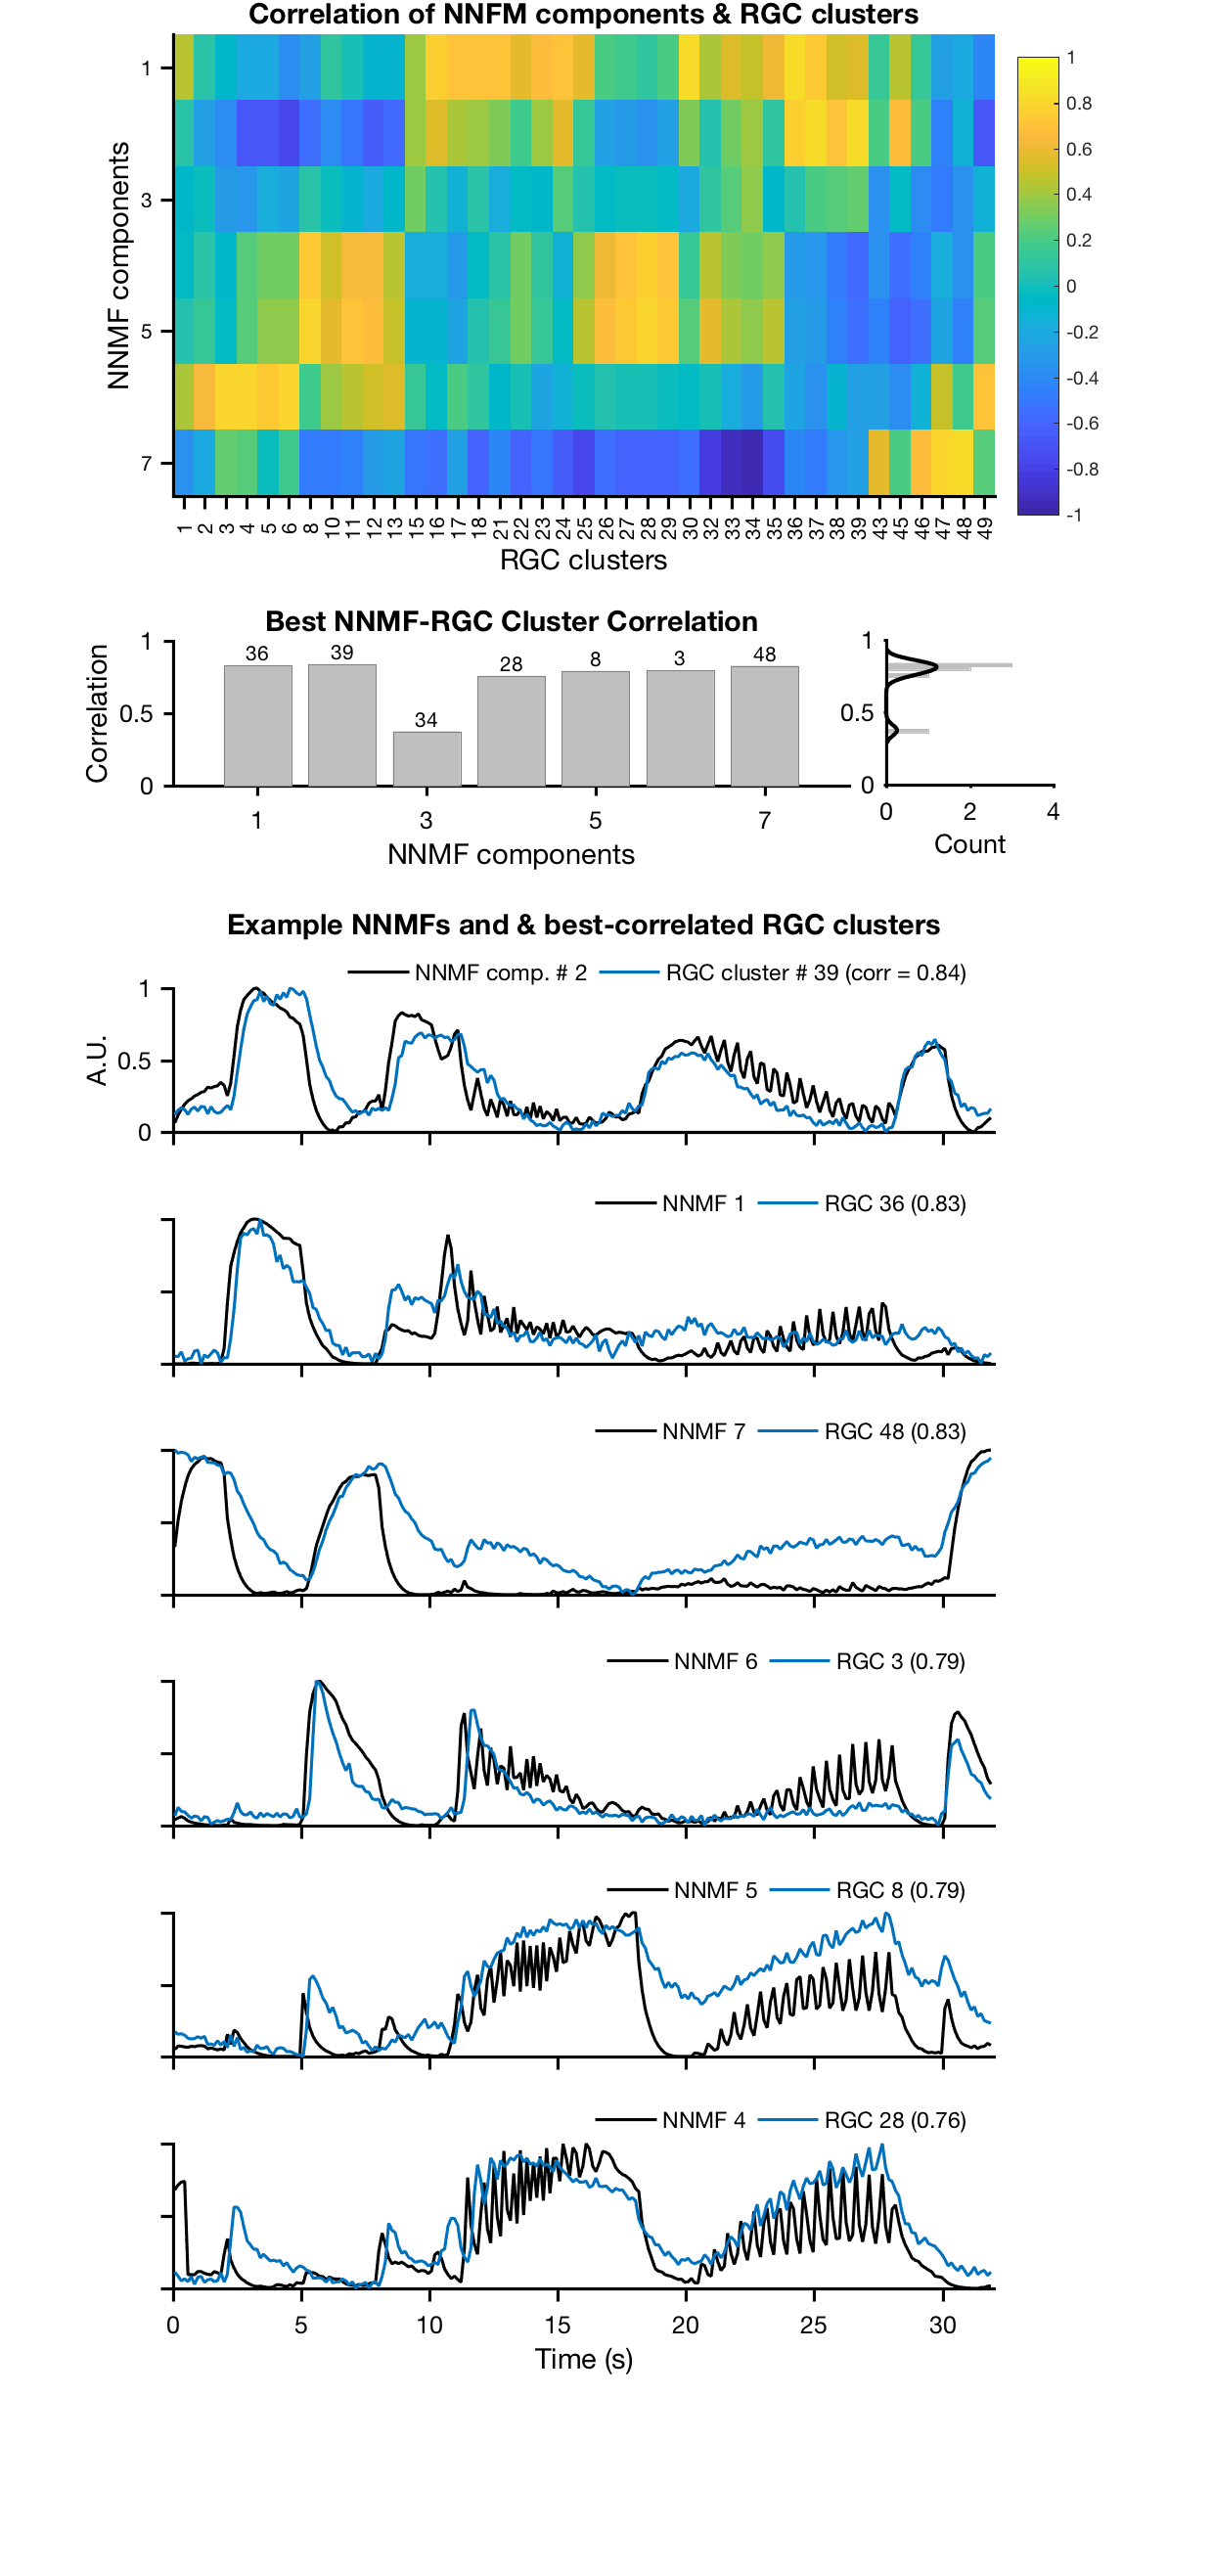 Correlation of NNFM components & RGC clusters
NNMF components
1
3
5
7
1
0.8
0.6
0.4
0.2
0
-0.2
-0.4
-0.6
-0.8
-1
1 2 3 4 5 6 8 10 11 12 13 15 16 17 18 21 22 23 24 25 26 27 28 29 30 32 33 34 35 36 37 38 39 43 45 46 47 48 49
RGC clusters
Best NNMF-RGC Cluster Correlation
Correlation
1
0.5
0
36 39 34 28 8 3 48
1 3 5 7
NNMF components
1
0.5
0
0 2 4
Count
Example NNMFs and & best-correlated RGC clusters
NNMF comp. # 2 RGC cluster # 39 (corr = 0.84)
A.U.
1
0.5
0
NNMF 1 RGC 36 (0.83)
NNMF 7 RGC 48 (0.83)
NNMF 6 RGC 3 (0.79)
NNMF 5 RGC 8 (0.79)
NNMF 4 RGC 28 (0.76)
0 5 10 15 20 25 30
Time (s)